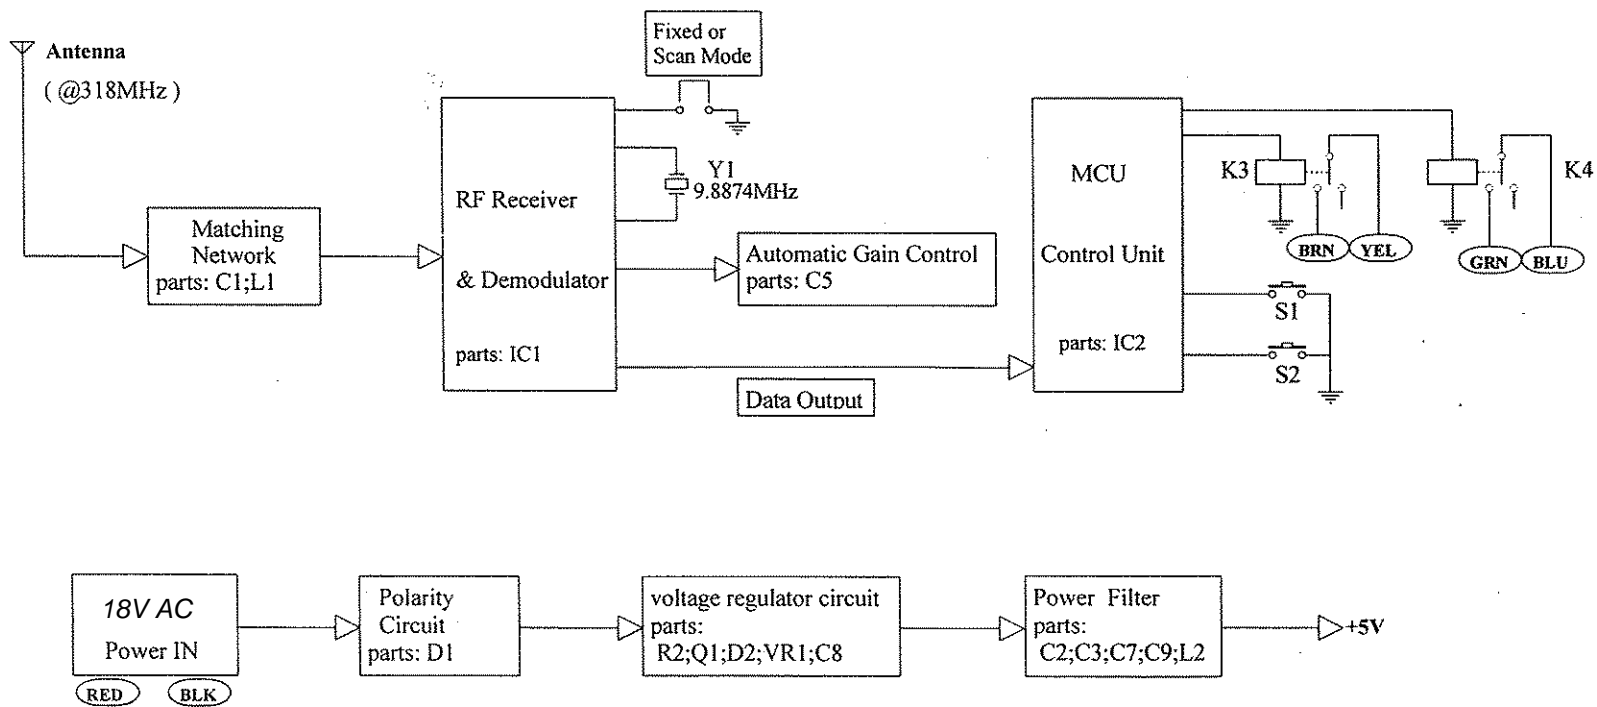 Antenna
( @318MHz )
Fixed or
Scan Mode
Y1
9.8874MHz
RF Receiver
& Demodulator
parts: IC1
Matching
Network
parts: C1;L1
Automatic Gain Control
parts: C5
Data Output
MCU
Control Unit
parts: IC2
K3
K4
BRN
YEL
GRN
BLU
S1
S2
18V AC
Power IN
RED
BLK
Polarity
Circuit
parts: D1
voltage regulator circuit
parts:
R2;Q1;D2;VR1;C8
Power Filter
parts:
C2;C3;C7;C9;L2
+5V